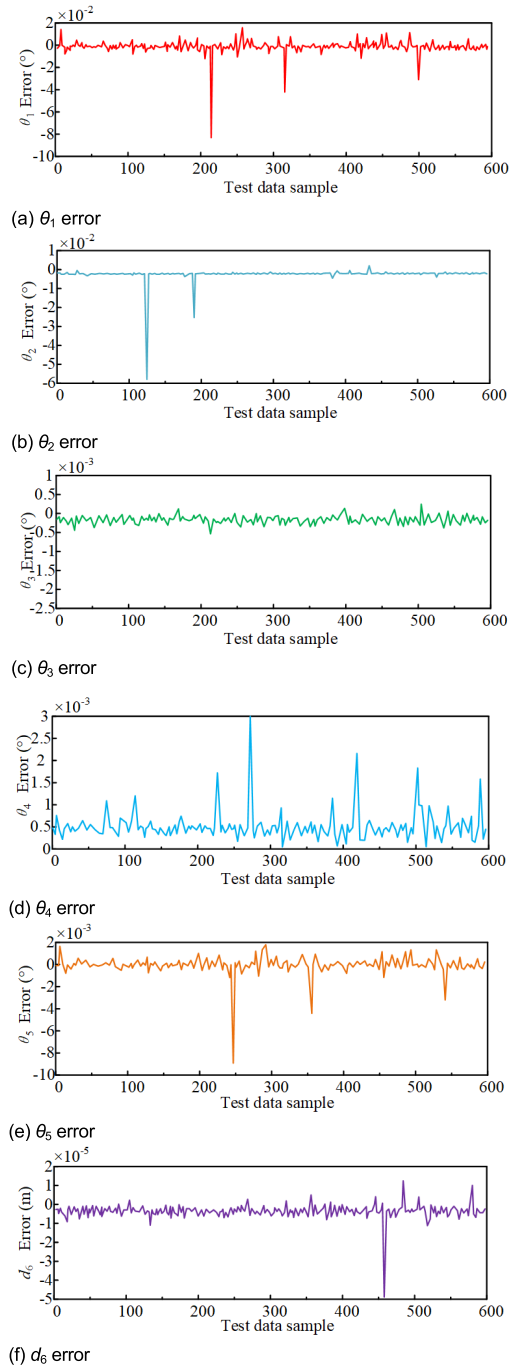 ×10⁻²
2
0
-2
-4
-6
-8
-10
θ₁ Error (°)
0 100 200 300 400 500 600
Test data sample
(a) θ₁ error
×10⁻²
1
0
-1
-2
-3
-4
-5
-6
θ₂ Error (°)
0 100 200 300 400 500 600
Test data sample
(b) θ₂ error
×10⁻³
1
0.5
0
-0.5
-1
-1.5
-2
-2.5
θ₃ Error (°)
0 100 200 300 400 500 600
Test data sample
(c) θ₃ error
×10⁻³
3
2.5
2
1.5
1
0.5
0
θ₄ Error (°)
0 100 200 300 400 500 600
Test data sample
(d) θ₄ error
×10⁻³
2
0
-2
-4
-6
-8
-10
θ₅ Error (°)
0 100 200 300 400 500 600
Test data sample
(e) θ₅ error
×10⁻⁵
2
1
0
-1
-2
-3
-4
-5
d₆ Error (m)
0 100 200 300 400 500 600
Test data sample
(f) d₆ error